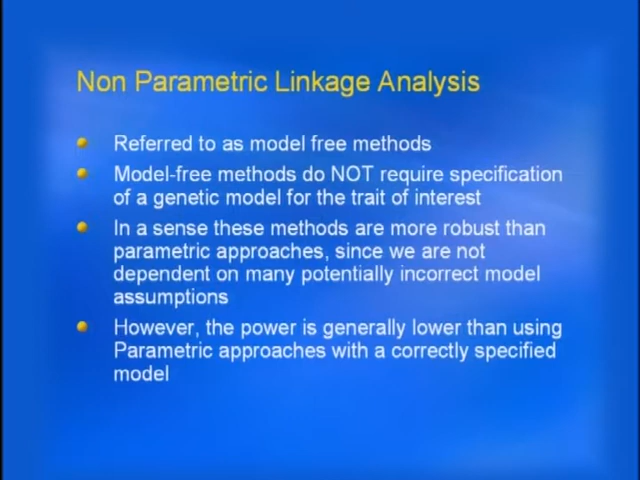 Non Parametric Linkage Analysis
Referred to as model free methods
Model-free methods do NOT require specification
of a genetic model for the trait of interest
In a sense these methods are more robust than
parametric approaches, since we are not
dependent on many potentially incorrect model
assumptions
However, the power is generally lower than using
Parametric approaches with a correctly specified
model